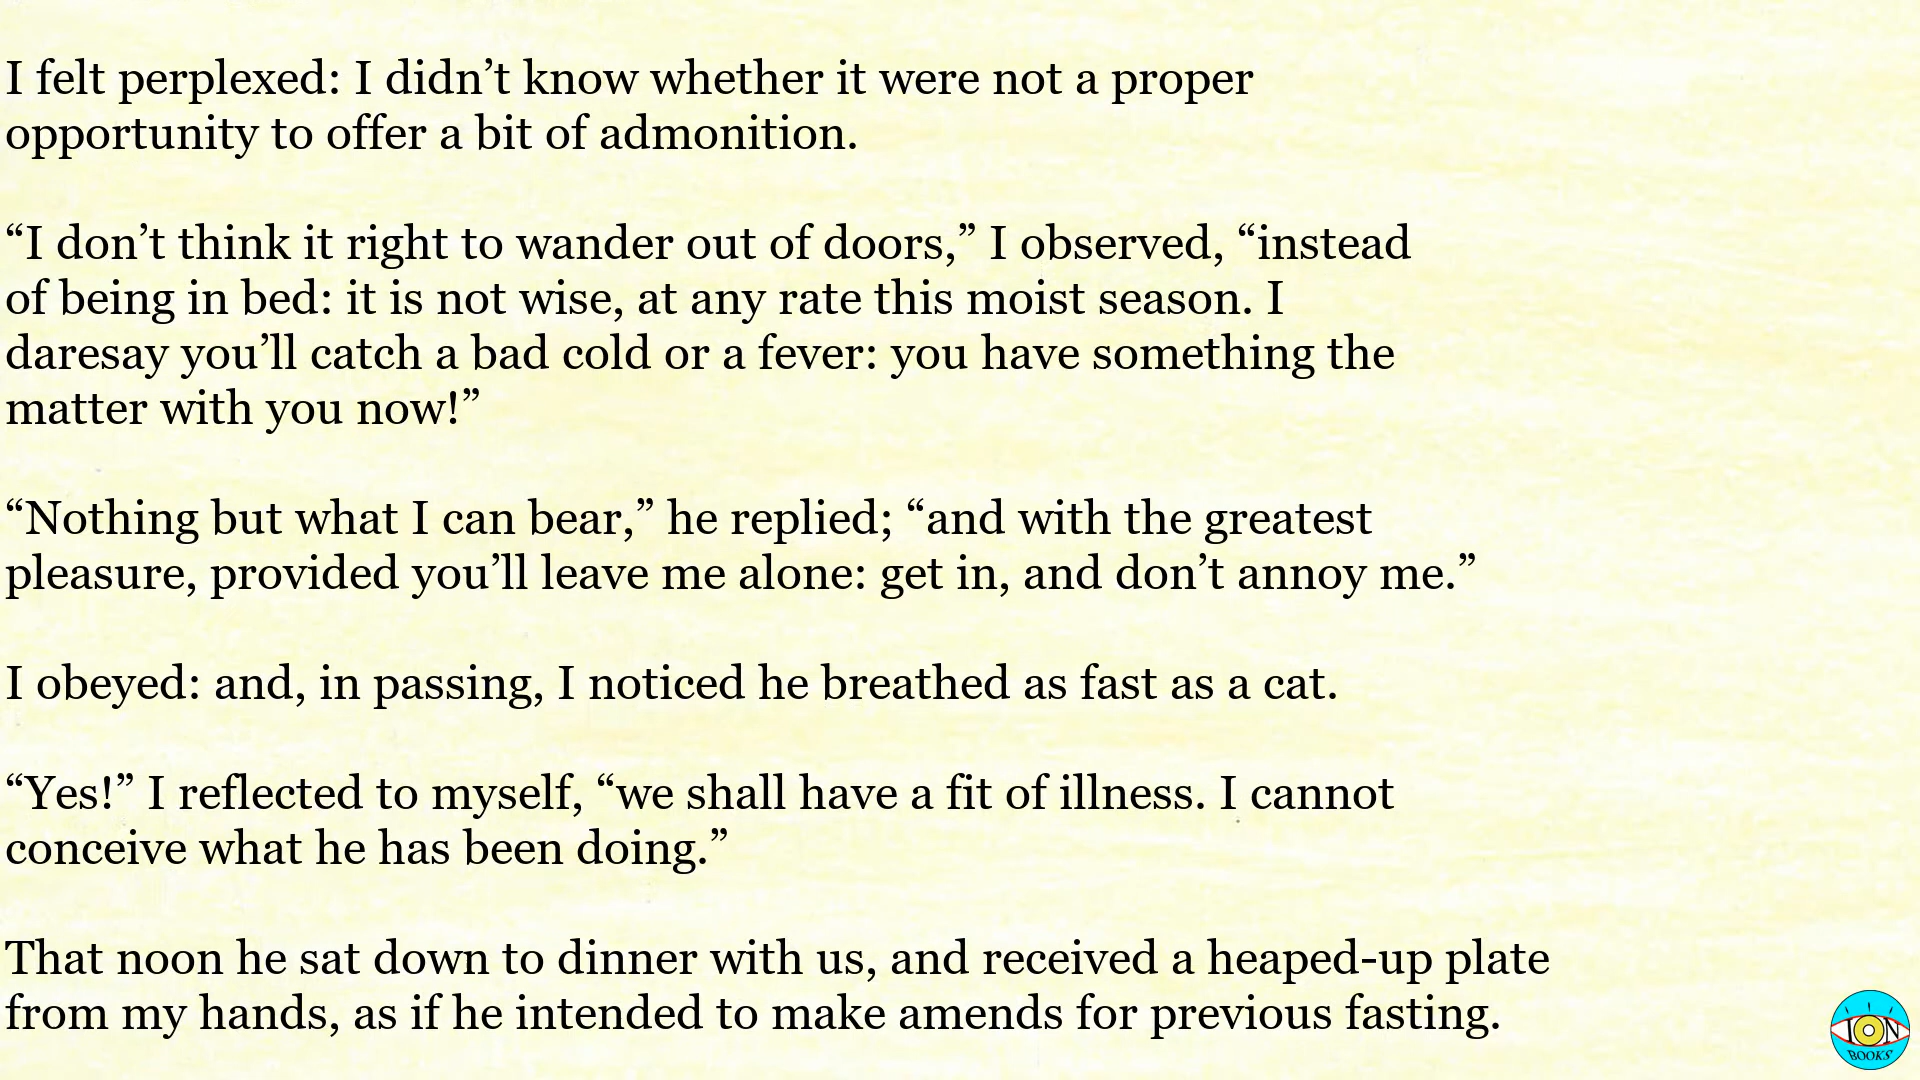 I felt perplexed: I didn’t know whether it were not a proper
opportunity to offer a bit of admonition.
“I don’t think it right to wander out of doors,” I observed, “instead
of being in bed: it is not wise, at any rate this moist season. I
daresay you’ll catch a bad cold or a fever: you have something the
matter with you now!”
“Nothing but what I can bear,” he replied; “and with the greatest
pleasure, provided you’ll leave me alone: get in, and don’t annoy me.”
I obeyed: and, in passing, I noticed he breathed as fast as a cat.
“Yes!” I reflected to myself, “we shall have a fit of illness. I cannot
conceive what he has been doing.”
That noon he sat down to dinner with us, and received a heaped-up plate
from my hands, as if he intended to make amends for previous fasting.
ION
BOOKS